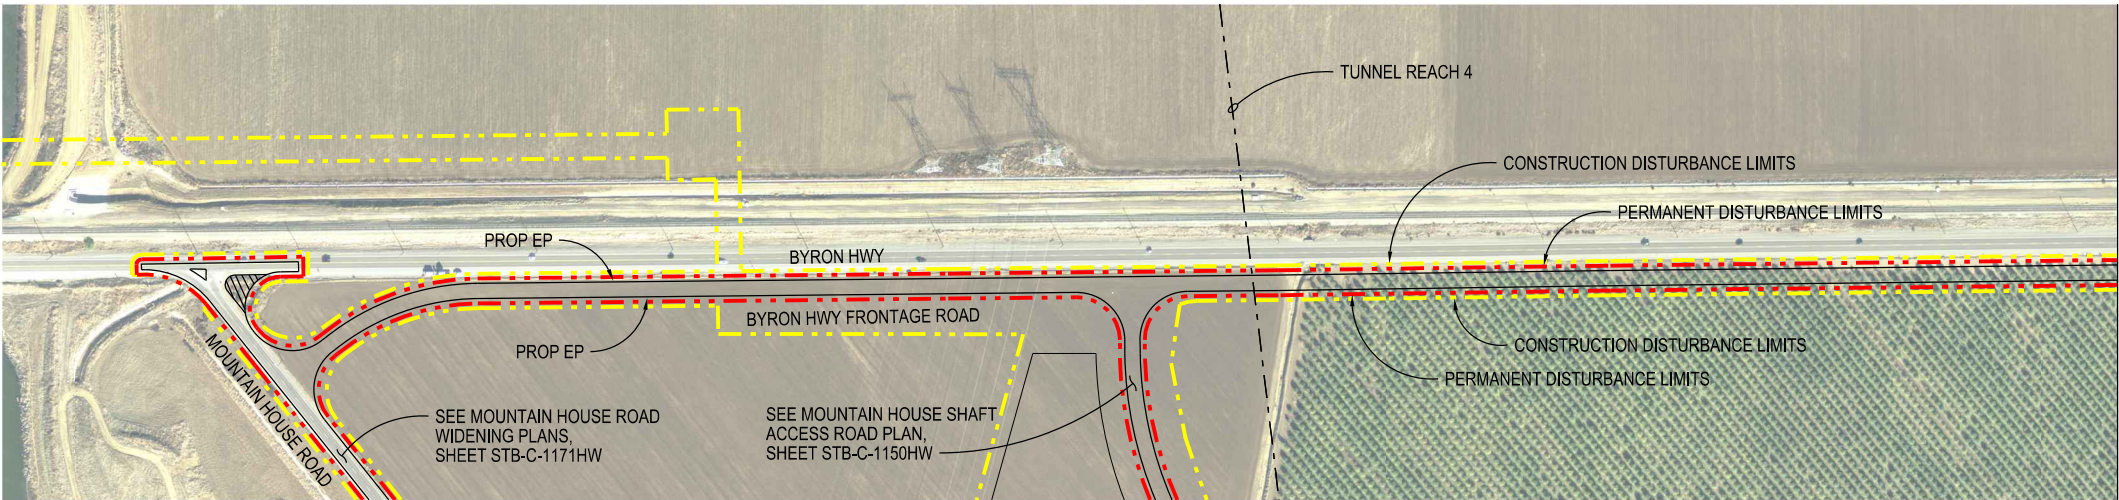 TUNNEL REACH 4
CONSTRUCTION DISTURBANCE LIMITS
PERMANENT DISTURBANCE LIMITS
PROP EP
BYRON HWY
BYRON HWY FRONTAGE ROAD
PROP EP
CONSTRUCTION DISTURBANCE LIMITS
PERMANENT DISTURBANCE LIMITS
MOUNTAIN HOUSE ROAD
SEE MOUNTAIN HOUSE ROAD
WIDENING PLANS,
SHEET STB-C-1171HW
SEE MOUNTAIN HOUSE SHAFT
ACCESS ROAD PLAN,
SHEET STB-C-1150HW